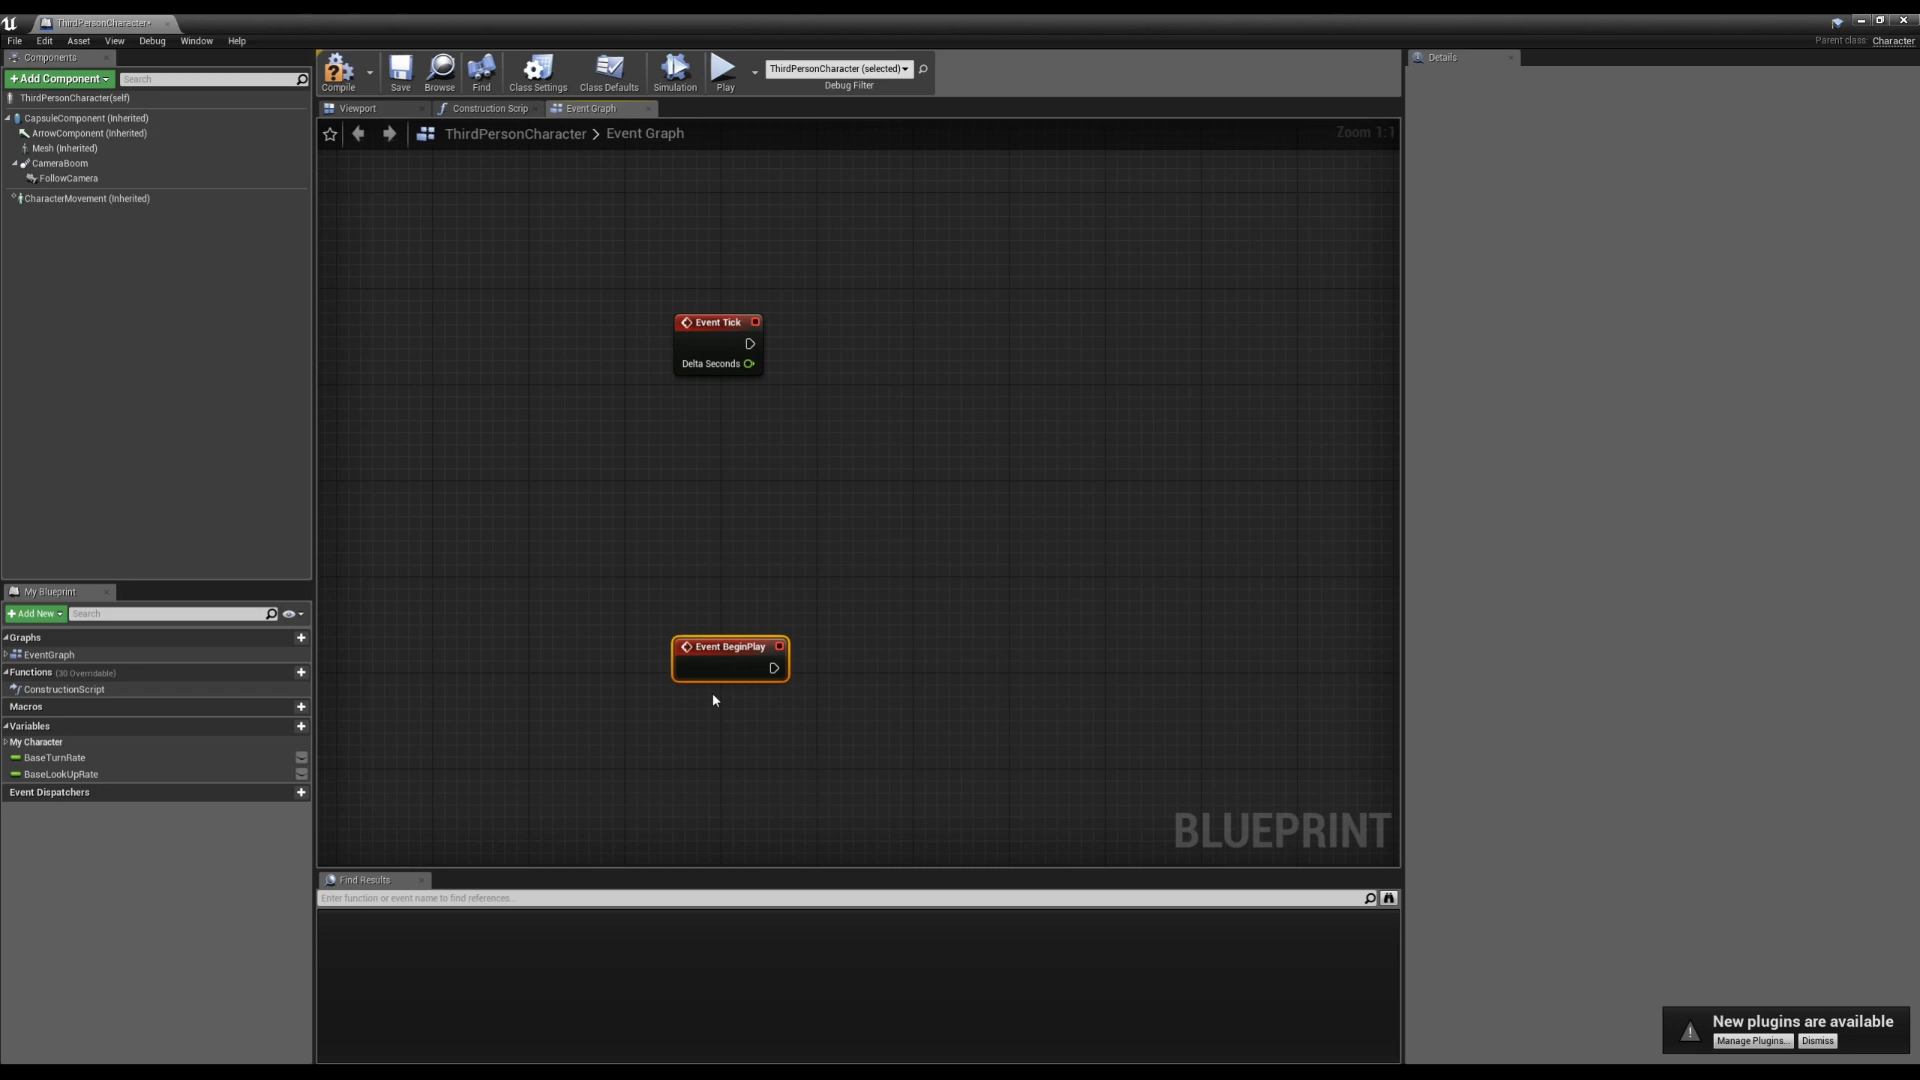 ThirdPersonCharacter*
File Edit Asset View Debug Window Help
Parent class: Character
Components
+Add Component Search
ThirdPersonCharacter(self)
CapsuleComponent (Inherited)
ArrowComponent (Inherited)
Mesh (Inherited)
CameraBoom
FollowCamera
CharacterMovement (Inherited)
Compile Save Browse Find Class Settings Class Defaults Simulation Play
ThirdPersonCharacter (selected)
Debug Filter
Viewport Construction Scrip Event Graph
ThirdPersonCharacter > Event Graph
Zoom 1:1
Event Tick
Delta Seconds
Event BeginPlay
BLUEPRINT
Details
My Blueprint
+Add New Search
Graphs
EventGraph
Functions (30 Overridable)
ConstructionScript
Macros
Variables
My Character
BaseTurnRate
BaseLookUpRate
Event Dispatchers
Find Results
Enter function or event name to find references...
New plugins are available
Manage Plugins... Dismiss